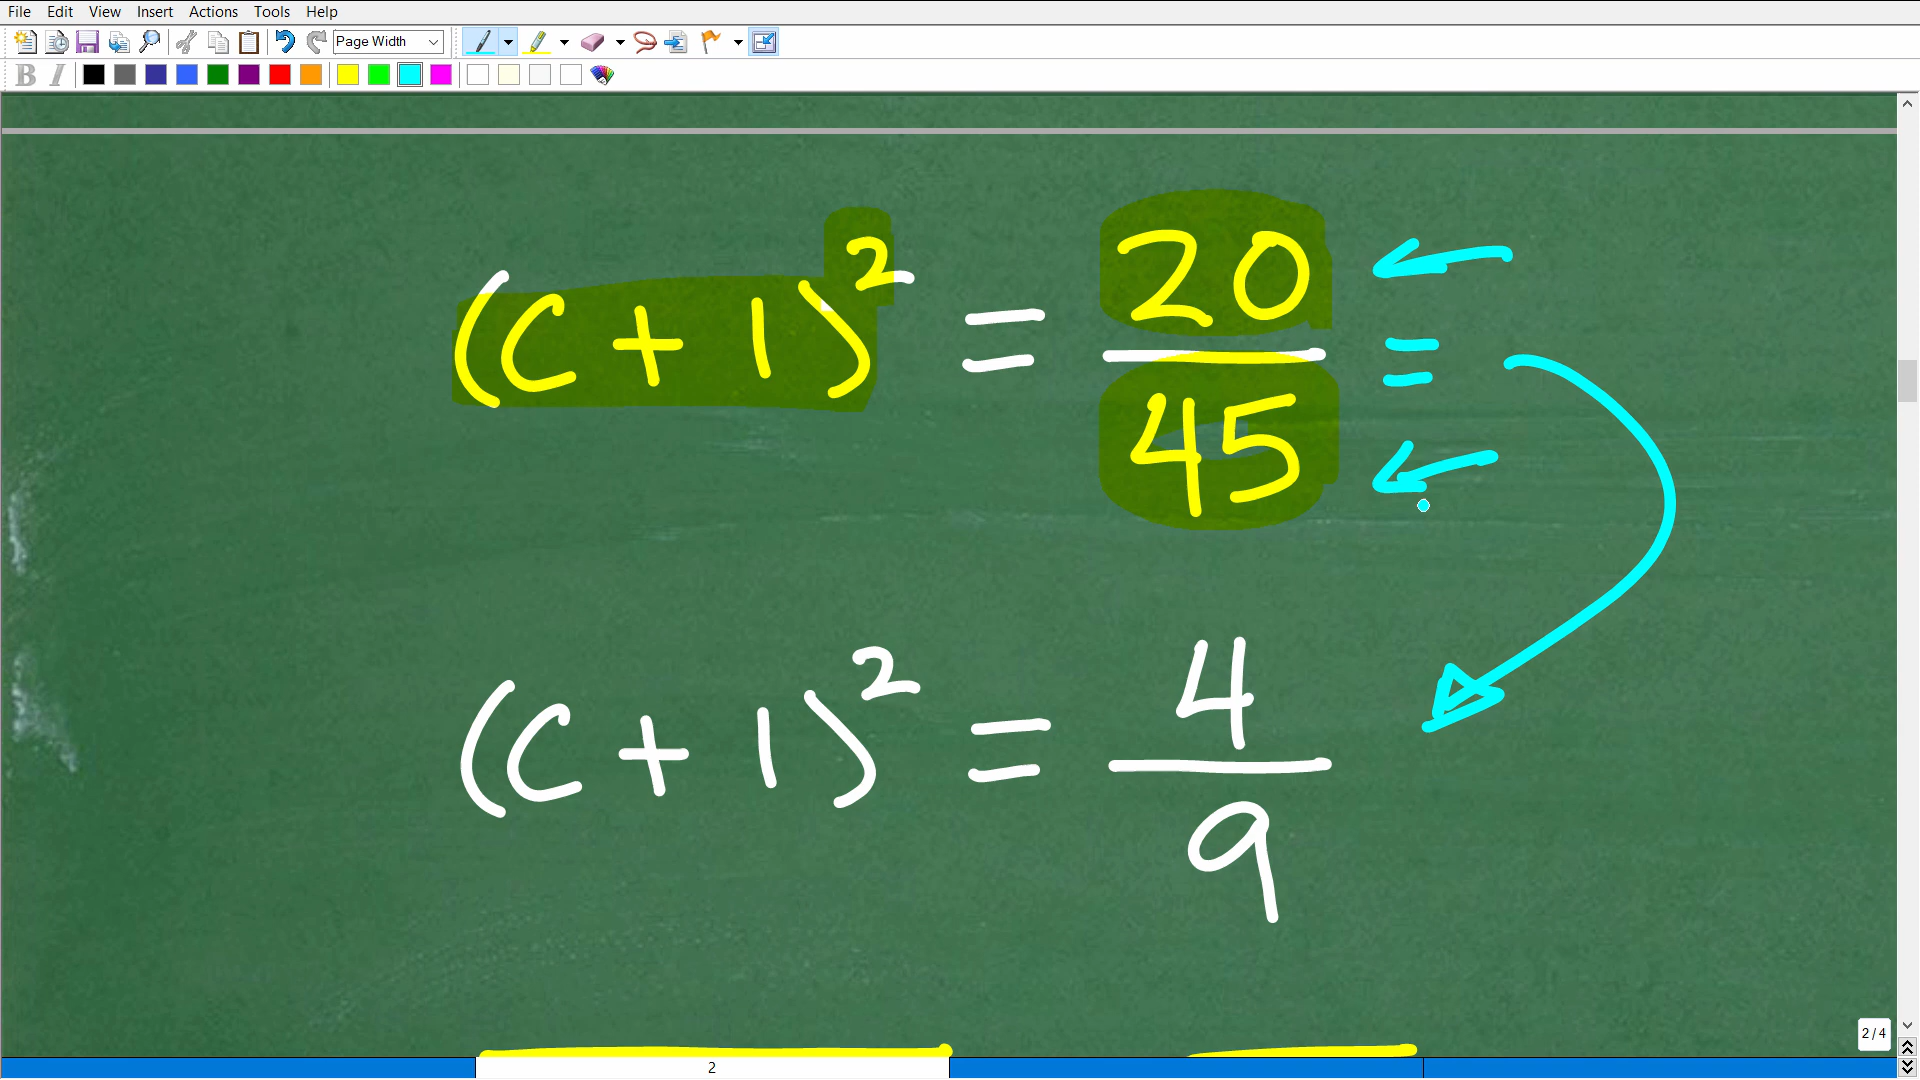 File Edit View Insert Actions Tools Help
Page Width
B I
(C + 1)² = 20/45
(C + 1)² = 4/9
2 / 4
2